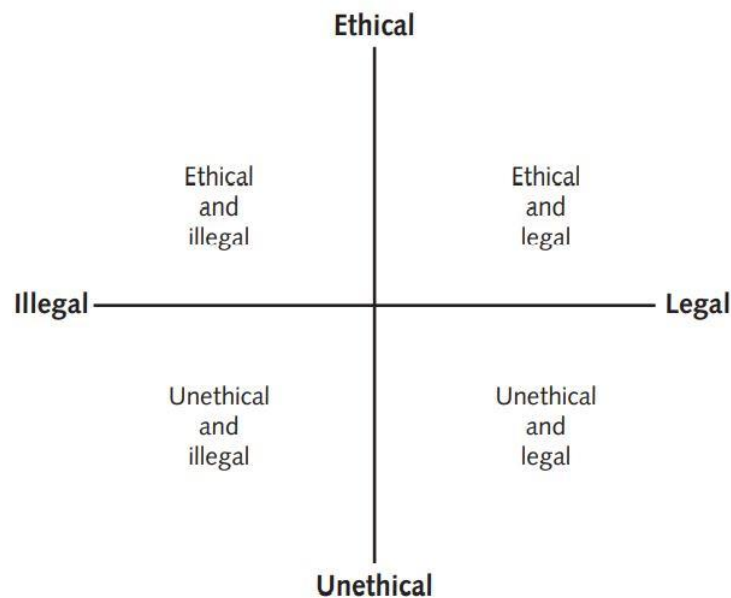 Ethical
Ethical
and
illegal
Ethical
and
legal
Illegal
Legal
Unethical
and
illegal
Unethical
and
legal
Unethical